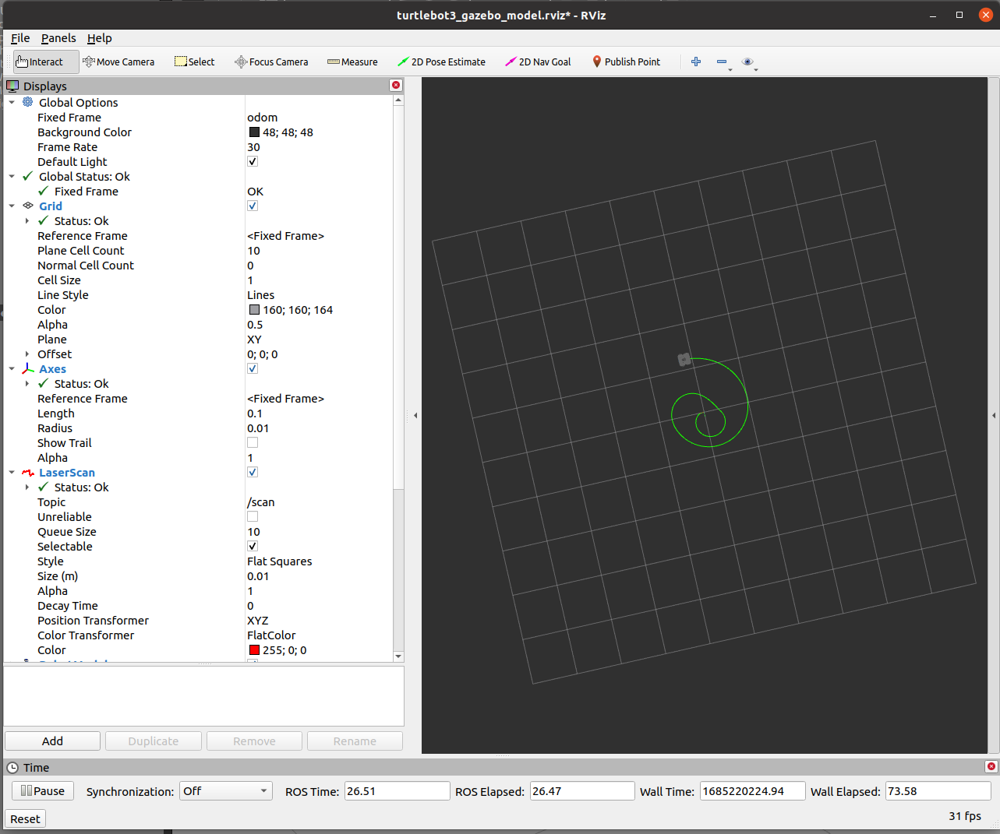 turtlebot3_gazebo_model.rviz* - RViz
File Panels Help
Interact Move Camera Select Focus Camera Measure 2D Pose Estimate 2D Nav Goal Publish Point
Displays
Global Options
Fixed Frame odom
Background Color 48; 48; 48
Frame Rate 30
Default Light
Global Status: Ok
Fixed Frame OK
Grid
Status: Ok
Reference Frame <Fixed Frame>
Plane Cell Count 10
Normal Cell Count 0
Cell Size 1
Line Style Lines
Color 160; 160; 164
Alpha 0.5
Plane XY
Offset 0; 0; 0
Axes
Status: Ok
Reference Frame <Fixed Frame>
Length 0.1
Radius 0.01
Show Trail
Alpha 1
LaserScan
Status: Ok
Topic /scan
Unreliable
Queue Size 10
Selectable
Style Flat Squares
Size (m) 0.01
Alpha 1
Decay Time 0
Position Transformer XYZ
Color Transformer FlatColor
Color 255; 0; 0
Add Duplicate Remove Rename
Time
Pause Synchronization: Off ROS Time: 26.51 ROS Elapsed: 26.47 Wall Time: 1685220224.94 Wall Elapsed: 73.58
Reset 31 fps